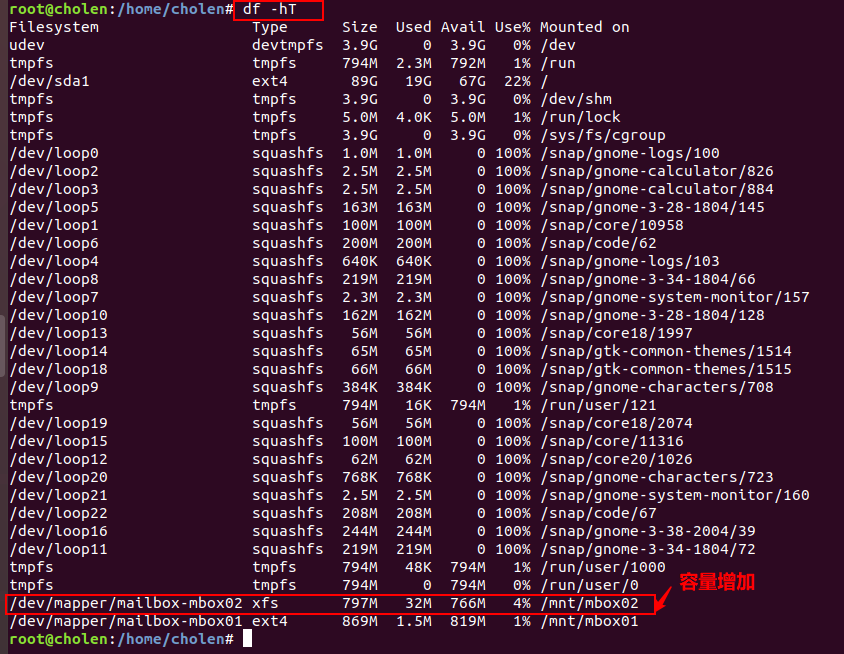 root@cholen:/home/cholen# df -hT
Filesystem Type Size Used Avail Use% Mounted on
udev devtmpfs 3.9G 0 3.9G 0% /dev
tmpfs tmpfs 794M 2.3M 792M 1% /run
/dev/sda1 ext4 89G 19G 67G 22% /
tmpfs tmpfs 3.9G 0 3.9G 0% /dev/shm
tmpfs tmpfs 5.0M 4.0K 5.0M 1% /run/lock
tmpfs tmpfs 3.9G 0 3.9G 0% /sys/fs/cgroup
/dev/loop0 squashfs 1.0M 1.0M 0 100% /snap/gnome-logs/100
/dev/loop2 squashfs 2.5M 2.5M 0 100% /snap/gnome-calculator/826
/dev/loop3 squashfs 2.5M 2.5M 0 100% /snap/gnome-calculator/884
/dev/loop5 squashfs 163M 163M 0 100% /snap/gnome-3-28-1804/145
/dev/loop1 squashfs 100M 100M 0 100% /snap/core/10958
/dev/loop6 squashfs 200M 200M 0 100% /snap/code/62
/dev/loop4 squashfs 640K 640K 0 100% /snap/gnome-logs/103
/dev/loop8 squashfs 219M 219M 0 100% /snap/gnome-3-34-1804/66
/dev/loop7 squashfs 2.3M 2.3M 0 100% /snap/gnome-system-monitor/157
/dev/loop10 squashfs 162M 162M 0 100% /snap/gnome-3-28-1804/128
/dev/loop13 squashfs 56M 56M 0 100% /snap/core18/1997
/dev/loop14 squashfs 65M 65M 0 100% /snap/gtk-common-themes/1514
/dev/loop18 squashfs 66M 66M 0 100% /snap/gtk-common-themes/1515
/dev/loop9 squashfs 384K 384K 0 100% /snap/gnome-characters/708
tmpfs tmpfs 794M 16K 794M 1% /run/user/121
/dev/loop19 squashfs 56M 56M 0 100% /snap/core18/2074
/dev/loop15 squashfs 100M 100M 0 100% /snap/core/11316
/dev/loop12 squashfs 62M 62M 0 100% /snap/core20/1026
/dev/loop20 squashfs 768K 768K 0 100% /snap/gnome-characters/723
/dev/loop21 squashfs 2.5M 2.5M 0 100% /snap/gnome-system-monitor/160
/dev/loop22 squashfs 208M 208M 0 100% /snap/code/67
/dev/loop16 squashfs 244M 244M 0 100% /snap/gnome-3-38-2004/39
/dev/loop11 squashfs 219M 219M 0 100% /snap/gnome-3-34-1804/72
tmpfs tmpfs 794M 48K 794M 1% /run/user/1000
tmpfs tmpfs 794M 0 794M 0% /run/user/0
容量增加
/dev/mapper/mailbox-mbox02 xfs 797M 32M 766M 4% /mnt/mbox02
/dev/mapper/mailbox-mbox01 ext4 869M 1.5M 819M 1% /mnt/mbox01
root@cholen:/home/cholen#